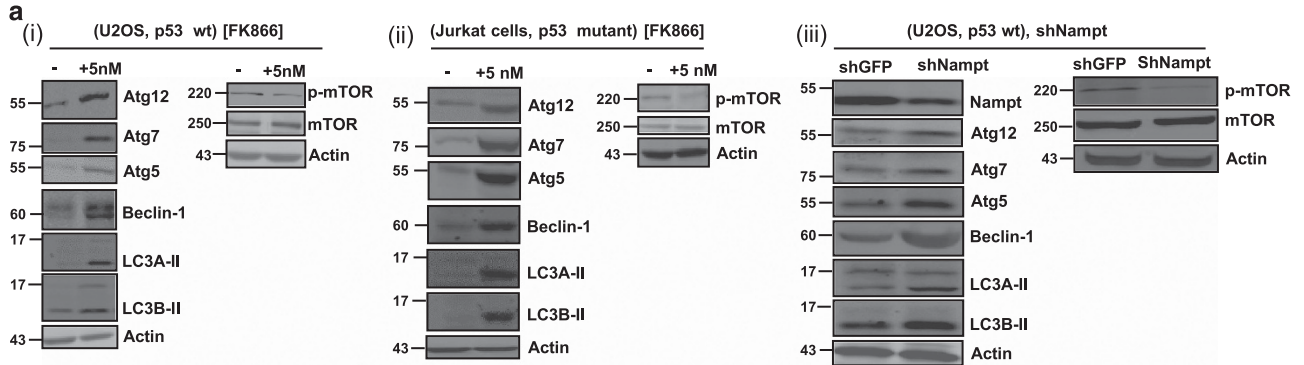 a
(i)
(U2OS, p53 wt) [FK866]
- +5nM
55 Atg12
75 Atg7
55 Atg5
60 Beclin-1
17 LC3A-II
17 LC3B-II
43 Actin
- +5nM
220 p-mTOR
250 mTOR
43 Actin
(ii)
(Jurkat cells, p53 mutant) [FK866]
- +5 nM
55 Atg12
75 Atg7
55 Atg5
60 Beclin-1
17 LC3A-II
17 LC3B-II
43 Actin
- +5 nM
220 p-mTOR
250 mTOR
43 Actin
(iii)
(U2OS, p53 wt), shNampt
shGFP shNampt
55 Nampt
55 Atg12
75 Atg7
55 Atg5
60 Beclin-1
17 LC3A-II
17 LC3B-II
43 Actin
shGFP ShNampt
220 p-mTOR
250 mTOR
43 Actin